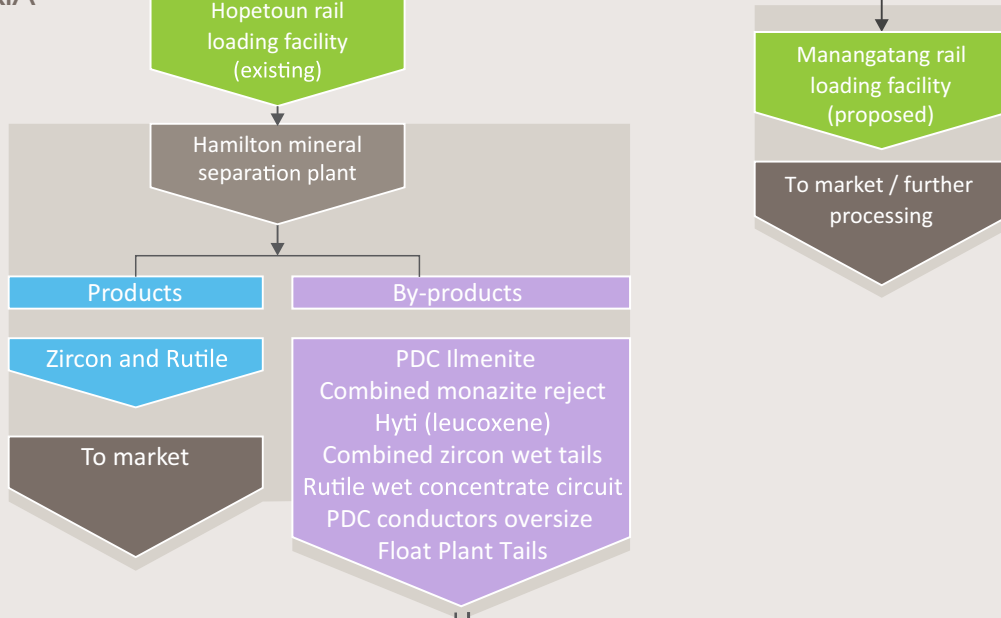 Hopetoun rail
loading facility
(existing)
Hamilton mineral
separation plant
Products
By-products
Zircon and Rutile
To market
PDC Ilmenite
Combined monazite reject
Hyti (leucoxene)
Combined zircon wet tails
Rutile wet concentrate circuit
PDC conductors oversize
Float Plant Tails
Manangatang rail
loading facility
(proposed)
To market / further
processing